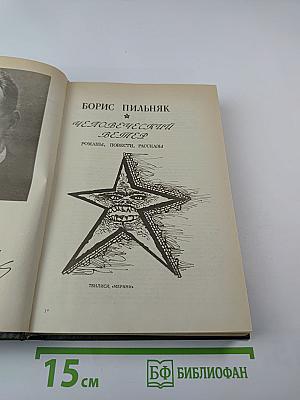 БОРИС ПИЛЬНЯК
ЧЕЛОВЕЧЕСКИЙ
ВЕТЕР
РОМАНЫ, ПОВЕСТИ, РАССКАЗЫ
ТБИЛИСИ, «МЕРАНИ»
15 см
БФ БИБЛИОФАН